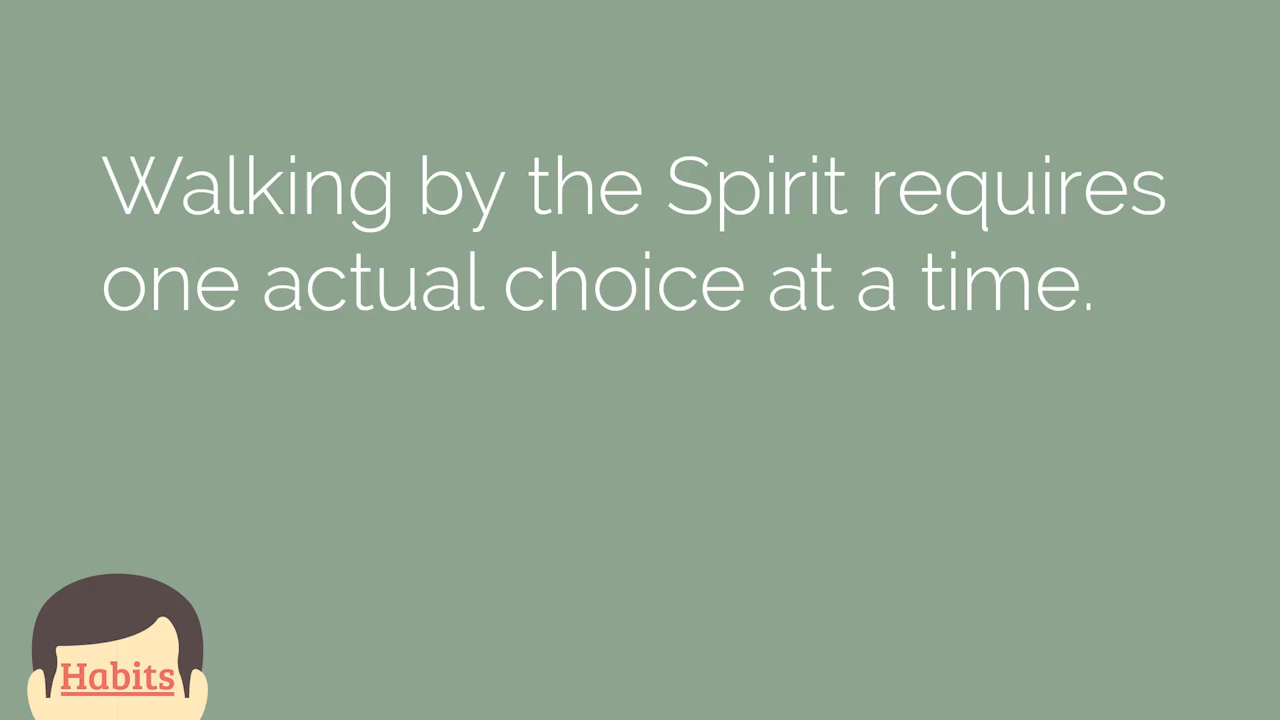 Walking by the Spirit requires
one actual choice at a time.
Habits